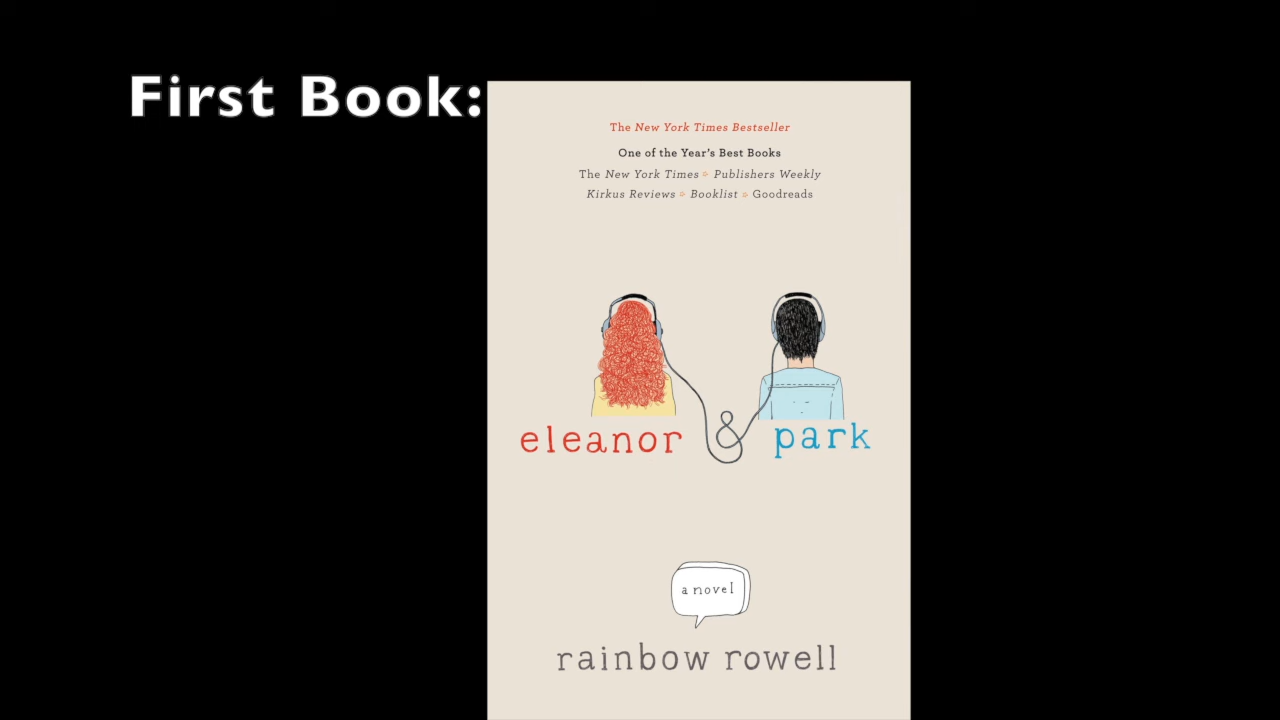 First Book:
The New York Times Bestseller
One of the Year's Best Books
The New York Times Publishers Weekly
Kirkus Reviews Booklist Goodreads
eleanor & park
a novel
rainbow rowell